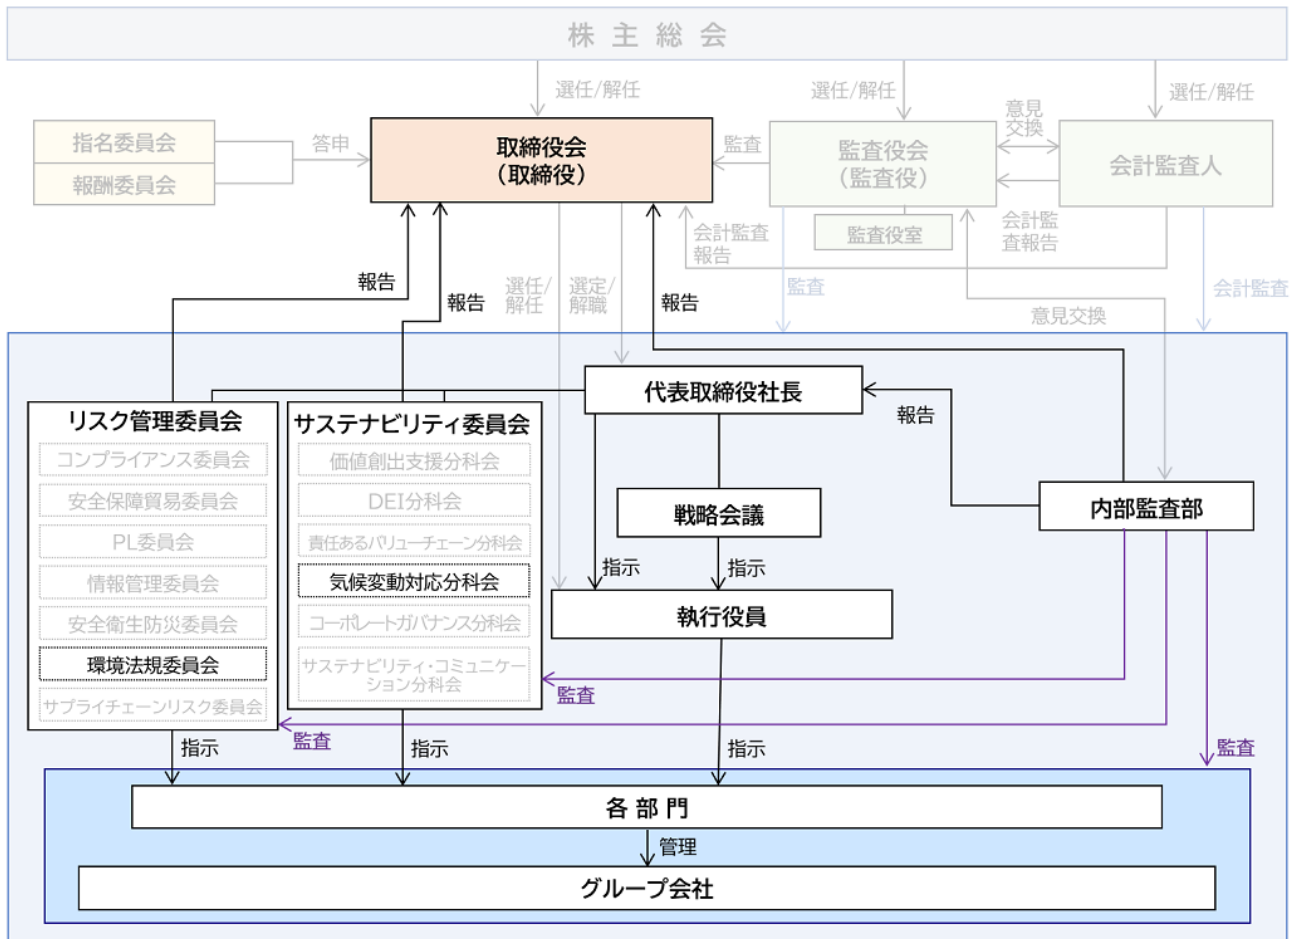 株主総会
選任/解任
選任/解任
選任/解任
意見
交換
指名委員会
報酬委員会
答申
取締役会
(取締役)
監査
監査役会
(監査役)
会計監査人
監査役室
会計監査
報告
会計監
査報告
報告
報告
選任/
解任
選定/
解職
報告
監査
意見交換
会計監査
代表取締役社長
報告
リスク管理委員会
コンプライアンス委員会
安全保障貿易委員会
PL委員会
情報管理委員会
安全衛生防災委員会
環境法規委員会
サプライチェーンリスク委員会
サステナビリティ委員会
価値創出支援分科会
DEI分科会
責任あるバリューチェーン分科会
気候変動対応分科会
コーポレートガバナンス分科会
サステナビリティ・コミュニケー
ション分科会
戦略会議
内部監査部
指示
指示
執行役員
監査
監査
監査
指示
指示
指示
各部門
管理
グループ会社